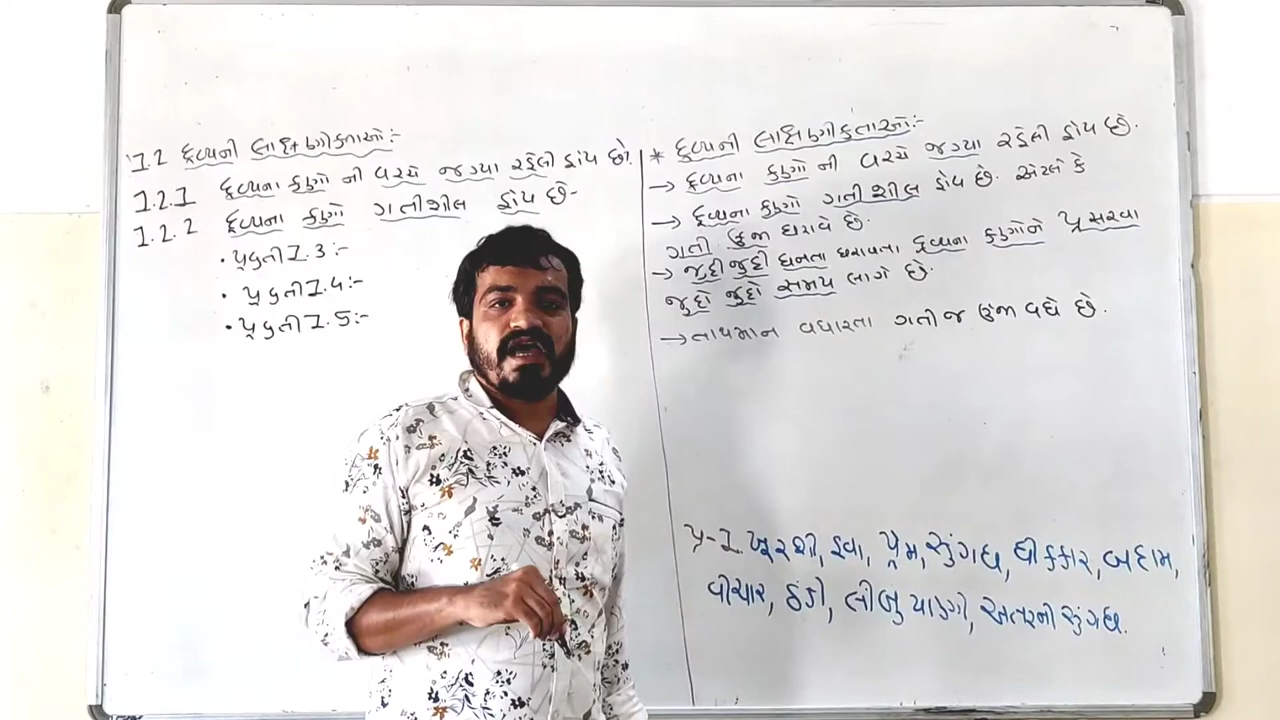 1.2 દ્રવ્યની લાક્ષણીકતાઓ:-
1.2.1 દ્રવ્યના કણો ની વચ્ચે જગ્યા રહેલી હોય છે.
1.2.2 દ્રવ્યના કણો ગતીશીલ હોય છે-
• પ્રવૃતી 1.3:-
• પ્રવૃતી 1.4:-
• પ્રવૃતી 1.5:-
* દ્રવ્યની લાક્ષણીકતાઓ:-
→ દ્રવ્યના કણો ની વચ્ચે જગ્યા રહેલી હોય છે.
→ દ્રવ્યના કણો ગતીશીલ હોય છે. એટલે કે
ગતી ઉર્જા ધરાવે છે.
→ જુદી જુદી ઘનતા ધરાવતા દ્રવ્યના કણોને પ્રસરવા
જુદો જુદો સમય લાગે છે.
→ તાપમાન વધારતા ગતીજ ઉર્જા વધે છે.
પ્ર-1. ખુરશી, હવા, પ્રેમ, સુંગધ, ધીક્કાર, બદામ,
વીચાર, ઠંડી, લીબુ પાણી, અતરની સુંગધ.